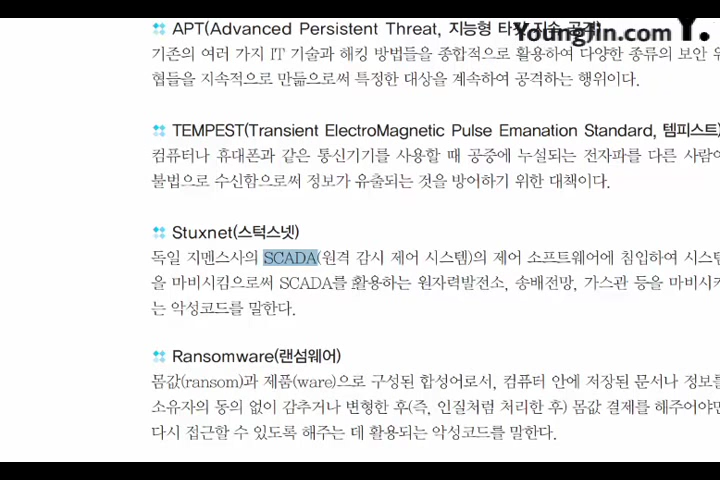 APT(Advanced Persistent Threat, 지능형 타깃 지속 공격)
Youngjin.com Y.
기존의 여러 가지 IT 기술과 해킹 방법들을 종합적으로 활용하여 다양한 종류의 보안 위
협들을 지속적으로 만듦으로써 특정한 대상을 계속하여 공격하는 행위이다.
TEMPEST(Transient ElectroMagnetic Pulse Emanation Standard, 템피스트)
컴퓨터나 휴대폰과 같은 통신기기를 사용할 때 공중에 누설되는 전자파를 다른 사람이
불법으로 수신함으로써 정보가 유출되는 것을 방어하기 위한 대책이다.
Stuxnet(스턱스넷)
독일 지멘스사의 SCADA(원격 감시 제어 시스템)의 제어 소프트웨어에 침입하여 시스템
을 마비시킴으로써 SCADA를 활용하는 원자력발전소, 송배전망, 가스관 등을 마비시키
는 악성코드를 말한다.
Ransomware(랜섬웨어)
몸값(ransom)과 제품(ware)으로 구성된 합성어로서, 컴퓨터 안에 저장된 문서나 정보를
소유자의 동의 없이 감추거나 변형한 후(즉, 인질처럼 처리한 후) 몸값 결제를 해주어야만
다시 접근할 수 있도록 해주는 데 활용되는 악성코드를 말한다.